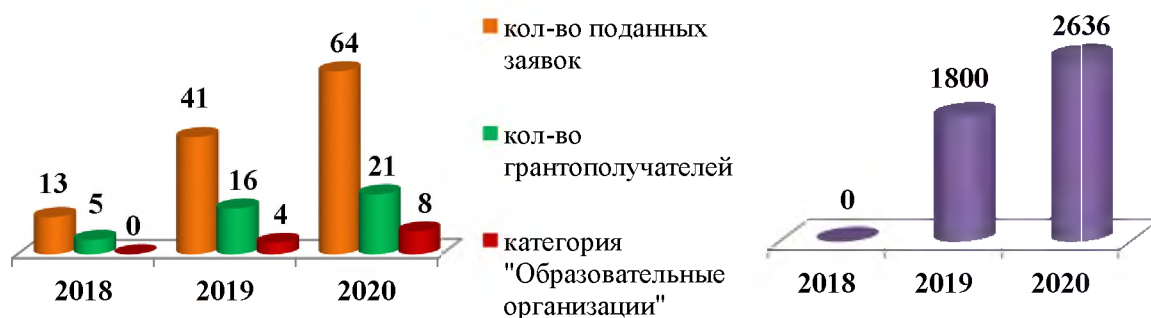 13
5
0
2018
41
16
4
2019
64
21
8
2020
кол-во поданных
заявок
кол-во
грантополучателей
категория
"Образовательные
организации"
0
1800
2636
2018
2019
2020